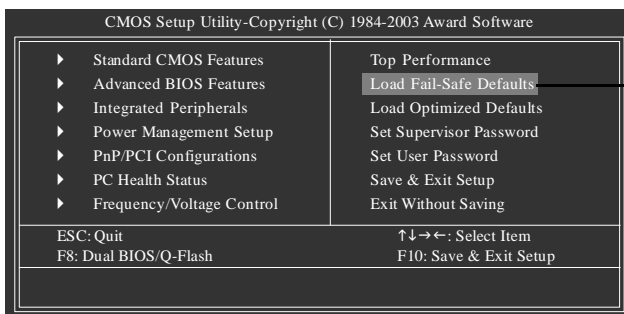 CMOS Setup Utility-Copyright (C) 1984-2003 Award Software
Standard CMOS Features
Advanced BIOS Features
Integrated Peripherals
Power Management Setup
PnP/PCI Configurations
PC Health Status
Frequency/Voltage Control
Top Performance
Load Fail-Safe Defaults
Load Optimized Defaults
Set Supervisor Password
Set User Password
Save & Exit Setup
Exit Without Saving
ESC: Quit
F8: Dual BIOS/Q-Flash
↑↓→←: Select Item
F10: Save & Exit Setup